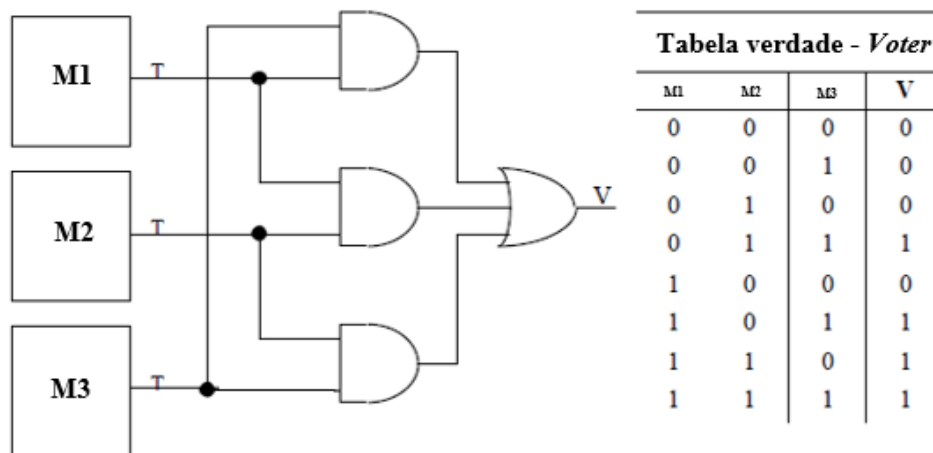 M1
T
M2
T
M3
T
V
Tabela verdade - Voter
M1 M2 M3 V
0 0 0 0
0 0 1 0
0 1 0 0
0 1 1 1
1 0 0 0
1 0 1 1
1 1 0 1
1 1 1 1